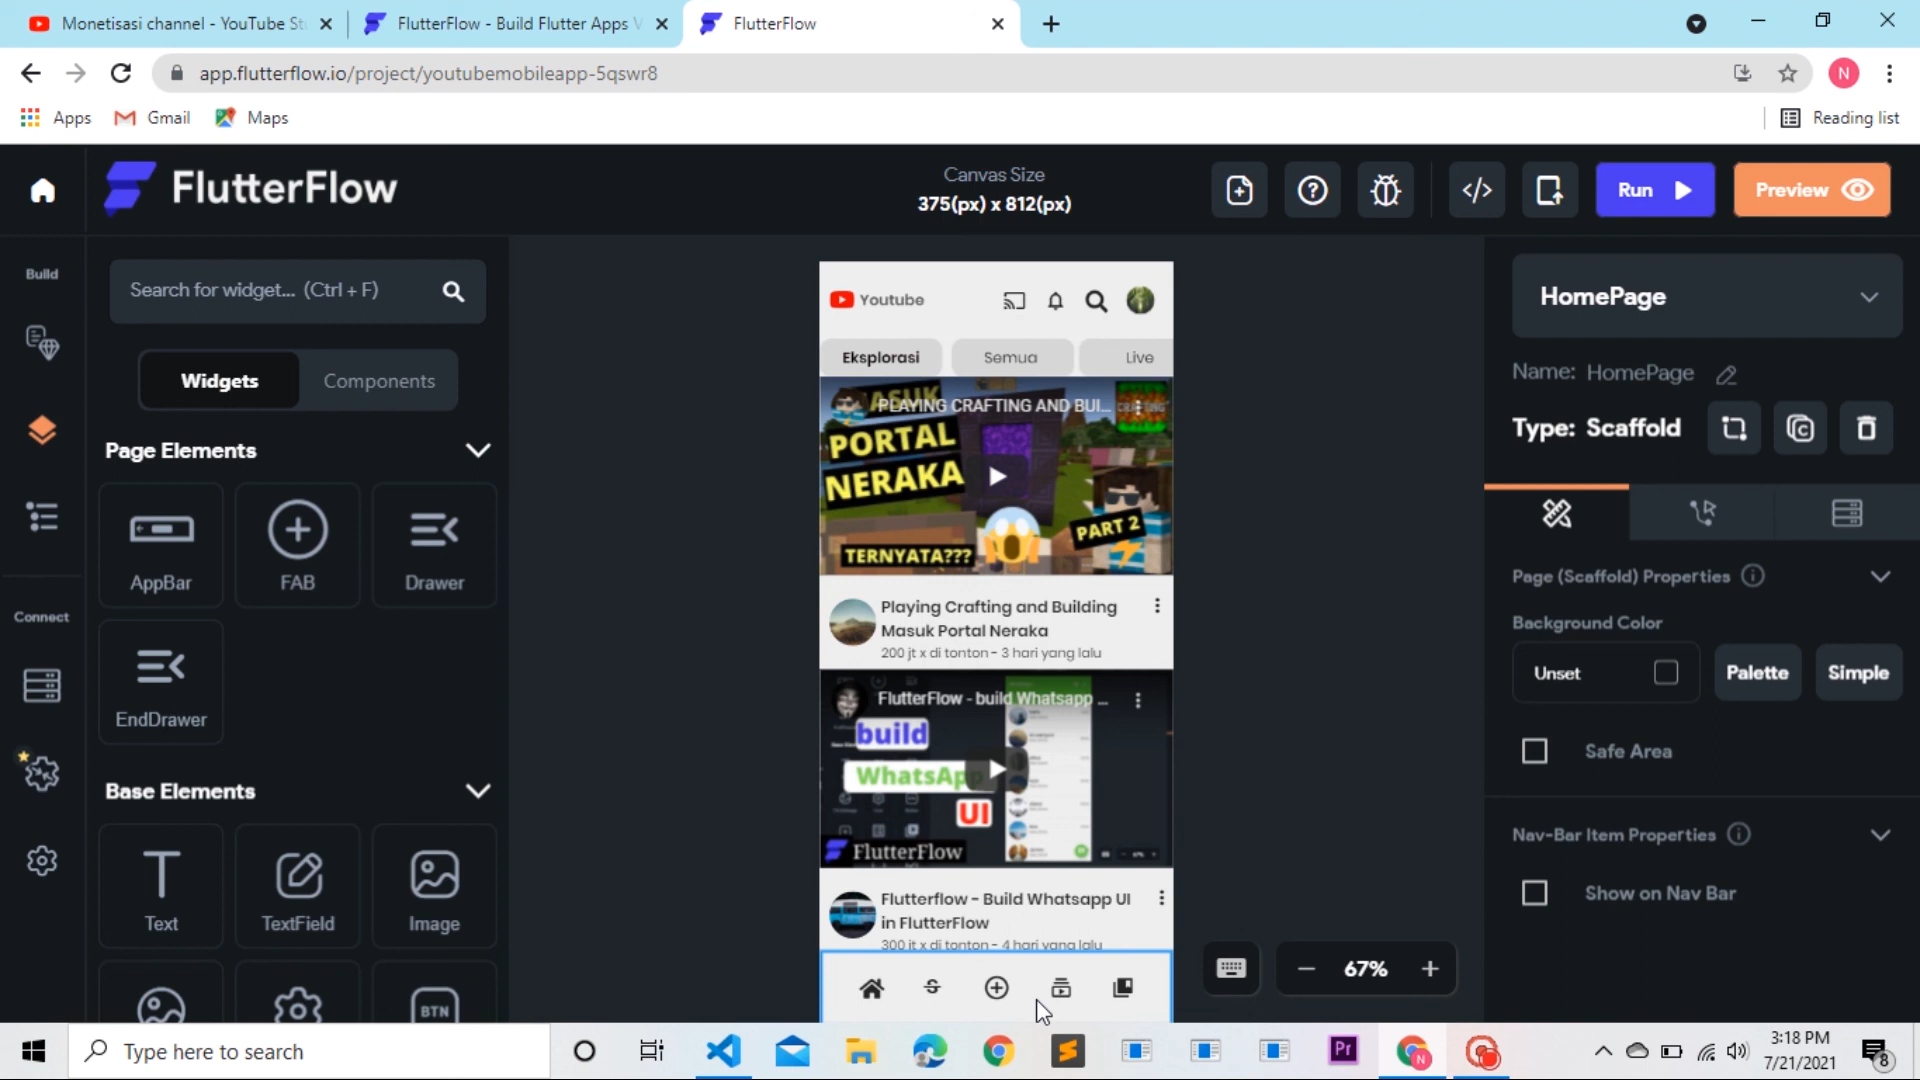 Monetisasi channel - YouTube St
FlutterFlow - Build Flutter Apps V
FlutterFlow
app.flutterflow.io/project/youtubemobileapp-5qswr8
N
Apps
Gmail
Maps
Reading list
FlutterFlow
Canvas Size
375(px) x 812(px)
Run
Preview
Build
Connect
Search for widget... (Ctrl + F)
Widgets
Components
Page Elements
AppBar
FAB
Drawer
EndDrawer
Base Elements
Text
TextField
Image
BTN
Youtube
Eksplorasi
Semua
Live
PLAYING CRAFTING AND BUI...
MASUK
PORTAL
NERAKA
PART 2
TERNYATA???
Playing Crafting and Building
Masuk Portal Neraka
200 jt x di tonton - 3 hari yang lalu
FlutterFlow - build Whatsapp ...
build
WhatsApp
UI
FlutterFlow
Flutterflow - Build Whatsapp UI
in FlutterFlow
300 jt x di tonton - 4 hari yang lalu
67%
HomePage
Name: HomePage
Type: Scaffold
Page (Scaffold) Properties
Background Color
Unset
Palette
Simple
Safe Area
Nav-Bar Item Properties
Show on Nav Bar
Type here to search
Pr
N
3:18 PM
7/21/2021
8